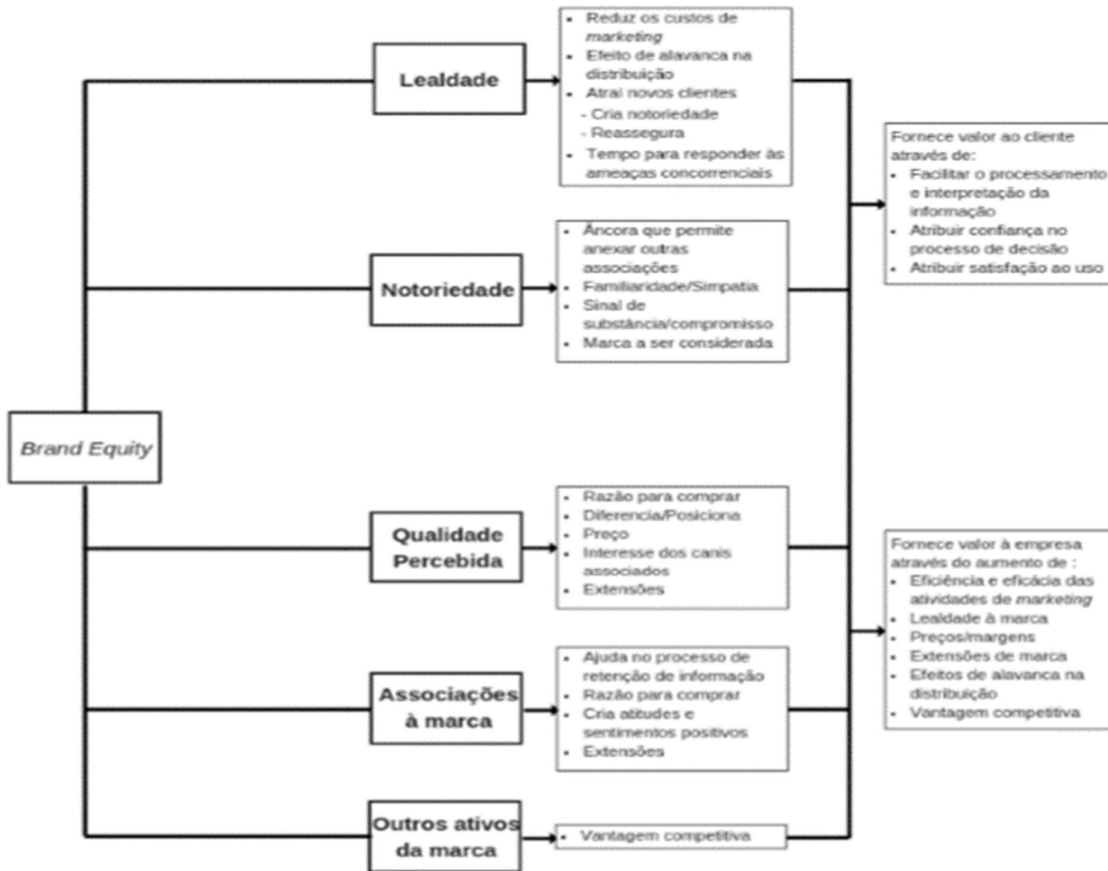 Brand Equity
Lealdade
• Reduz os custos de
marketing
• Efeito de alavanca na
distribuição
• Atraí novos clientes
- Cria notoriedade
- Reassegura
• Tempo para responder às
ameaças concorrenciais
Notoriedade
• Âncora que permite
anexar outras
associações
• Familiaridade/Simpatia
• Sinal de
substância/compromisso
• Marca a ser considerada
Qualidade
Percebida
• Razão para comprar
• Diferencia/Posiciona
• Preço
• Interesse dos canis
associados
• Extensões
Associações
à marca
• Ajuda no processo de
retenção de informação
• Razão para comprar
• Cria atitudes e
sentimentos positivos
• Extensões
Outros ativos
da marca
• Vantagem competitiva
Fornece valor ao cliente
através de:
• Facilitar o processamento
e interpretação da
informação
• Atribuir confiança no
processo de decisão
• Atribuir satisfação ao uso
Fornece valor à empresa
através do aumento de :
• Eficiência e eficácia das
atividades de marketing
• Lealdade à marca
• Preços/margens
• Extensões de marca
• Efeitos de alavanca na
distribuição
• Vantagem competitiva